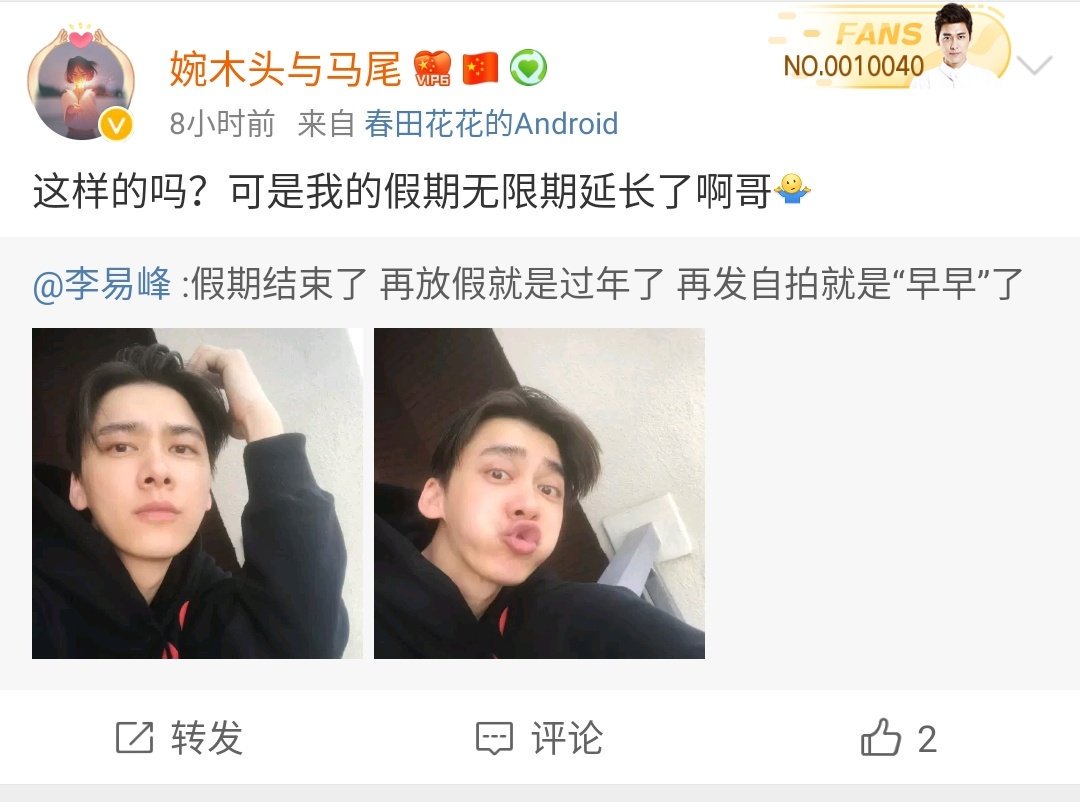 FANS
婉木头与马尾 VIP6
NO.0010040
8小时前 来自 春田花花的Android
这样的吗？可是我的假期无限期延长了啊哥
@李易峰 :假期结束了 再放假就是过年了 再发自拍就是“早早”了
转发 评论 2